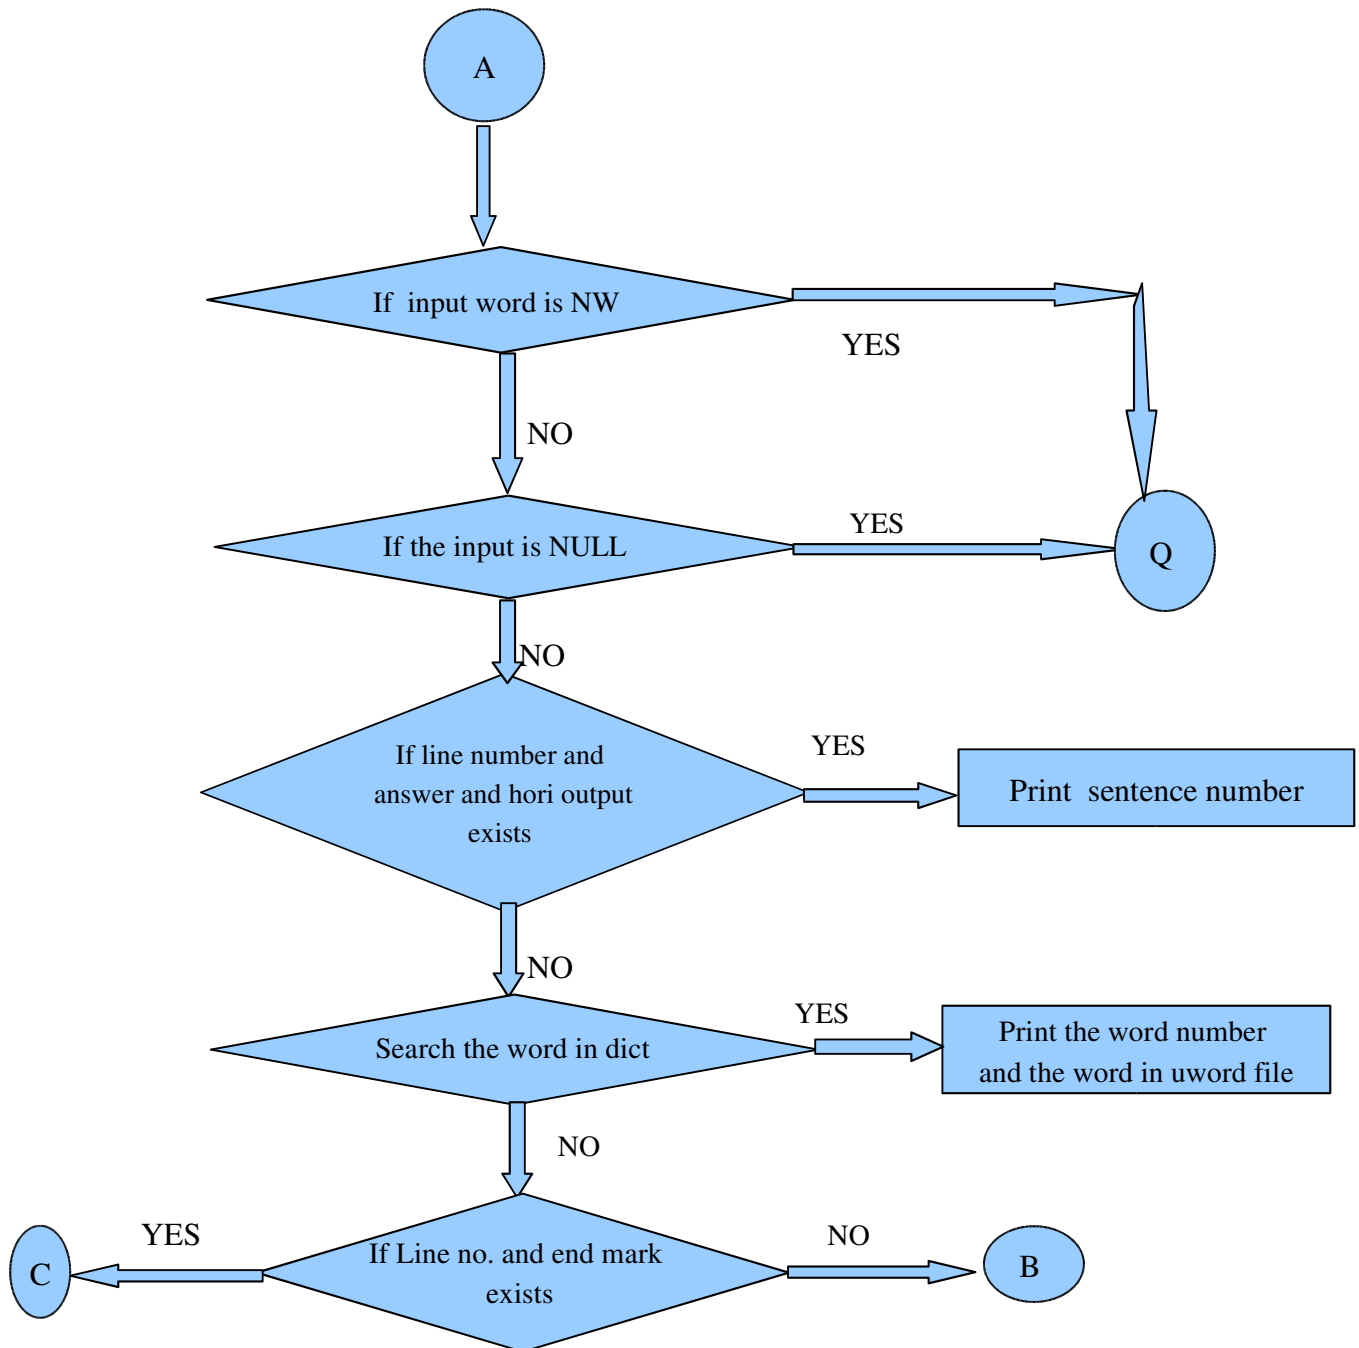 A
If  input word is NW
YES
NO
If the input is NULL
YES
Q
NO
If line number and
answer and hori output
exists
YES
Print  sentence number
NO
Search the word in dict
YES
Print the word number
and the word in uword file
NO
If Line no. and end mark
exists
YES
C
NO
B